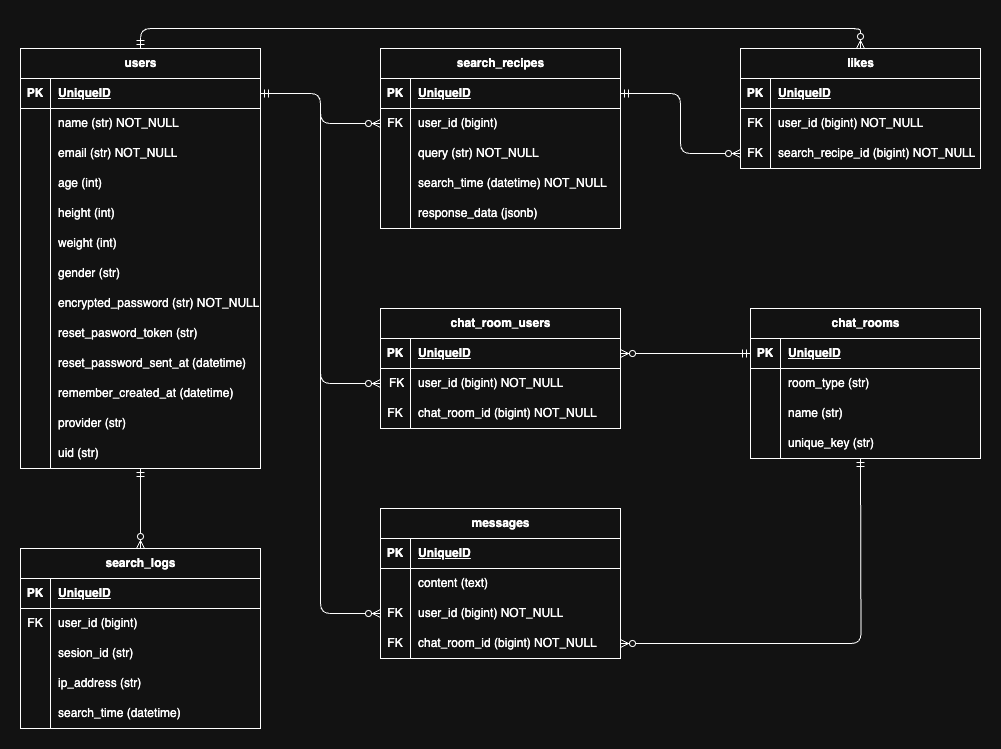 users
PK UniqueID
name (str) NOT_NULL
email (str) NOT_NULL
age (int)
height (int)
weight (int)
gender (str)
encrypted_password (str) NOT_NULL
reset_pasword_token (str)
reset_password_sent_at (datetime)
remember_created_at (datetime)
provider (str)
uid (str)
search_recipes
PK UniqueID
FK user_id (bigint)
query (str) NOT_NULL
search_time (datetime) NOT_NULL
response_data (jsonb)
likes
PK UniqueID
FK user_id (bigint) NOT_NULL
FK search_recipe_id (bigint) NOT_NULL
chat_room_users
PK UniqueID
FK user_id (bigint) NOT_NULL
FK chat_room_id (bigint) NOT_NULL
chat_rooms
PK UniqueID
room_type (str)
name (str)
unique_key (str)
search_logs
PK UniqueID
FK user_id (bigint)
sesion_id (str)
ip_address (str)
search_time (datetime)
messages
PK UniqueID
content (text)
FK user_id (bigint) NOT_NULL
FK chat_room_id (bigint) NOT_NULL